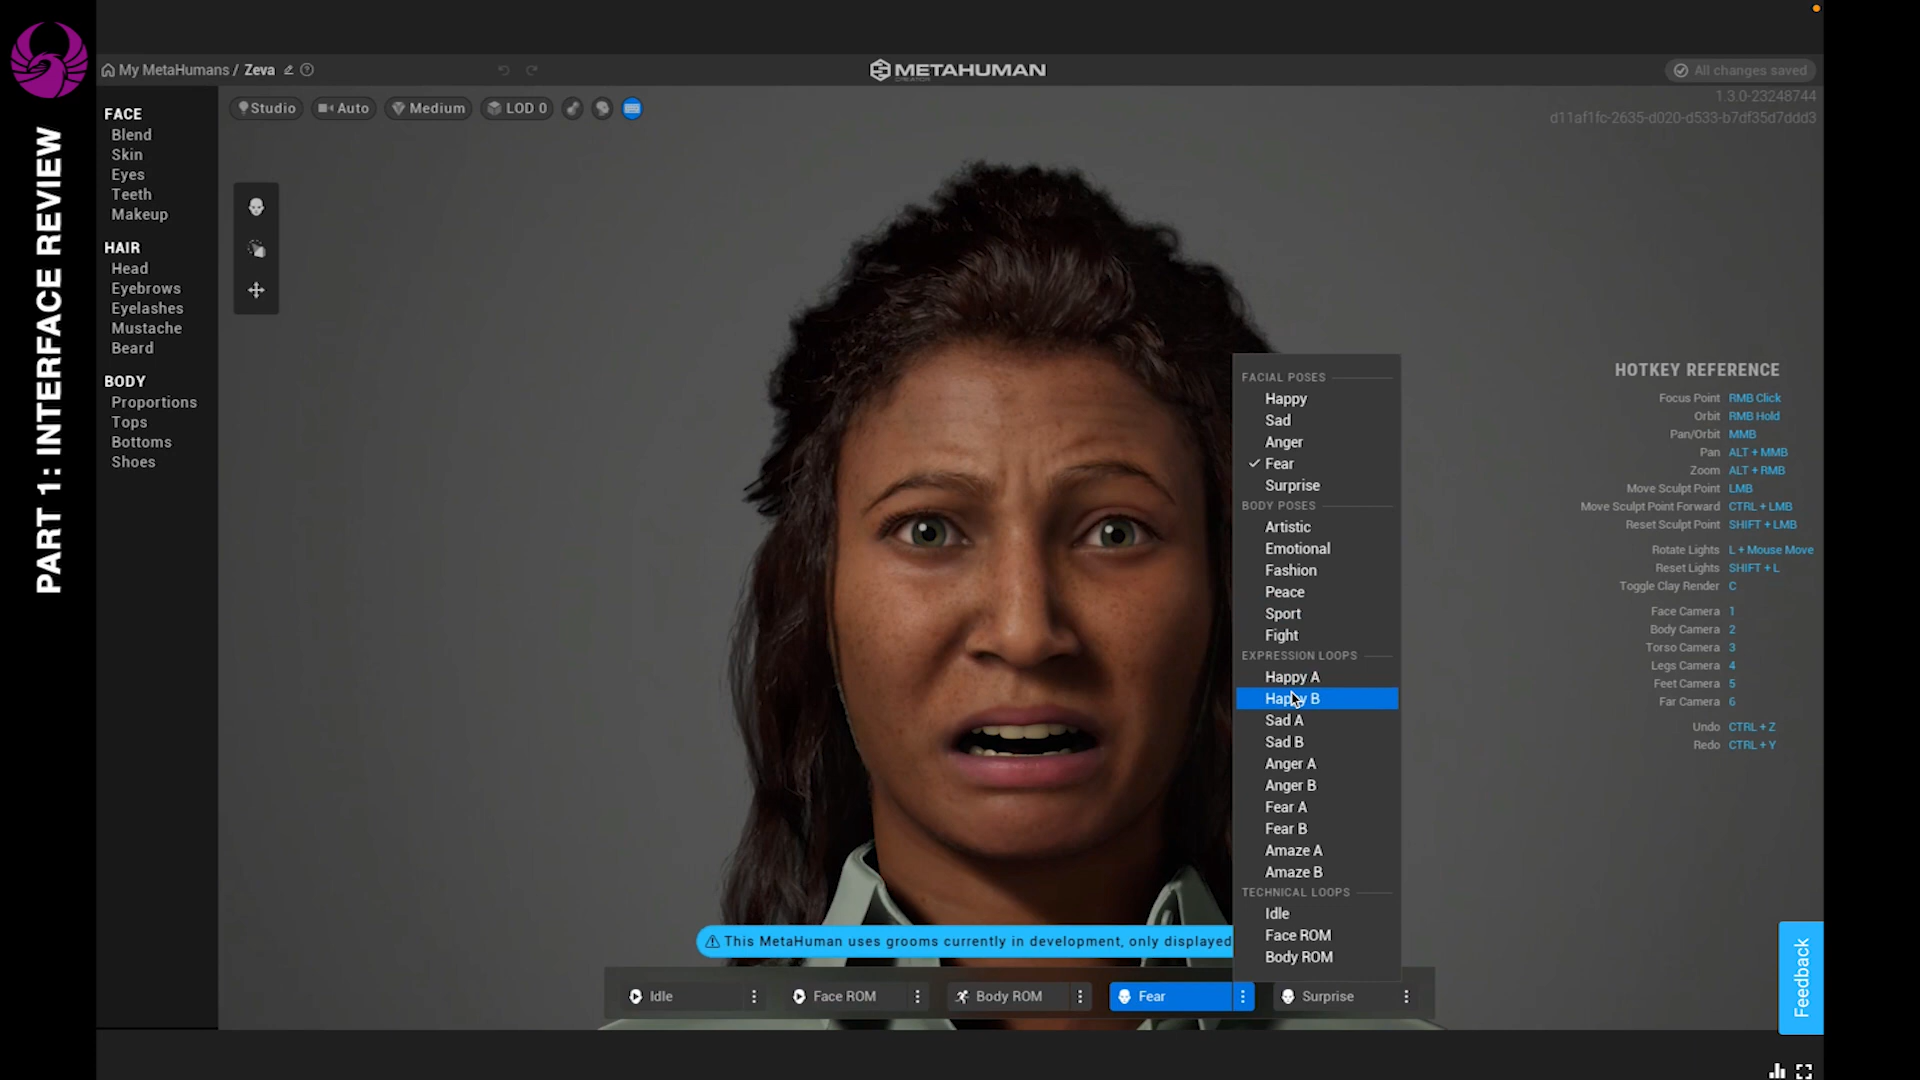 PART 1: INTERFACE REVIEW
My MetaHumans / Zeva
METAHUMAN
CREATOR
All changes saved
1.3.0-23248744
d11af1fc-2635-d020-d533-b7df35d7ddd3
Studio
Auto
Medium
LOD 0
FACE
Blend
Skin
Eyes
Teeth
Makeup
HAIR
Head
Eyebrows
Eyelashes
Mustache
Beard
BODY
Proportions
Tops
Bottoms
Shoes
FACIAL POSES
Happy
Sad
Anger
Fear
Surprise
BODY POSES
Artistic
Emotional
Fashion
Peace
Sport
Fight
EXPRESSION LOOPS
Happy A
Happy B
Sad A
Sad B
Anger A
Anger B
Fear A
Fear B
Amaze A
Amaze B
TECHNICAL LOOPS
Idle
Face ROM
Body ROM
HOTKEY REFERENCE
Focus Point RMB Click
Orbit RMB Hold
Pan/Orbit MMB
Pan ALT + MMB
Zoom ALT + RMB
Move Sculpt Point LMB
Move Sculpt Point Forward CTRL + LMB
Reset Sculpt Point SHIFT + LMB
Rotate Lights L + Mouse Move
Reset Lights SHIFT + L
Toggle Clay Render C
Face Camera 1
Body Camera 2
Torso Camera 3
Legs Camera 4
Feet Camera 5
Far Camera 6
Undo CTRL + Z
Redo CTRL + Y
This MetaHuman uses grooms currently in development, only displayed
Idle
Face ROM
Body ROM
Fear
Surprise
Feedback